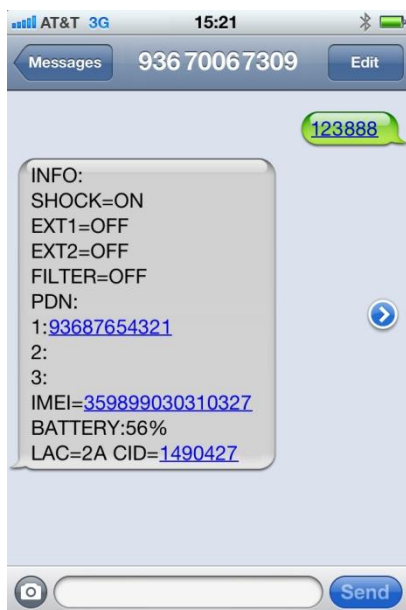 AT&T 3G 15:21
Messages 93670067309 Edit
123888
INFO:
SHOCK=ON
EXT1=OFF
EXT2=OFF
FILTER=OFF
PDN:
1:93687654321
2:
3:
IMEI=359899030310327
BATTERY:56%
LAC=2A CID=1490427
Send